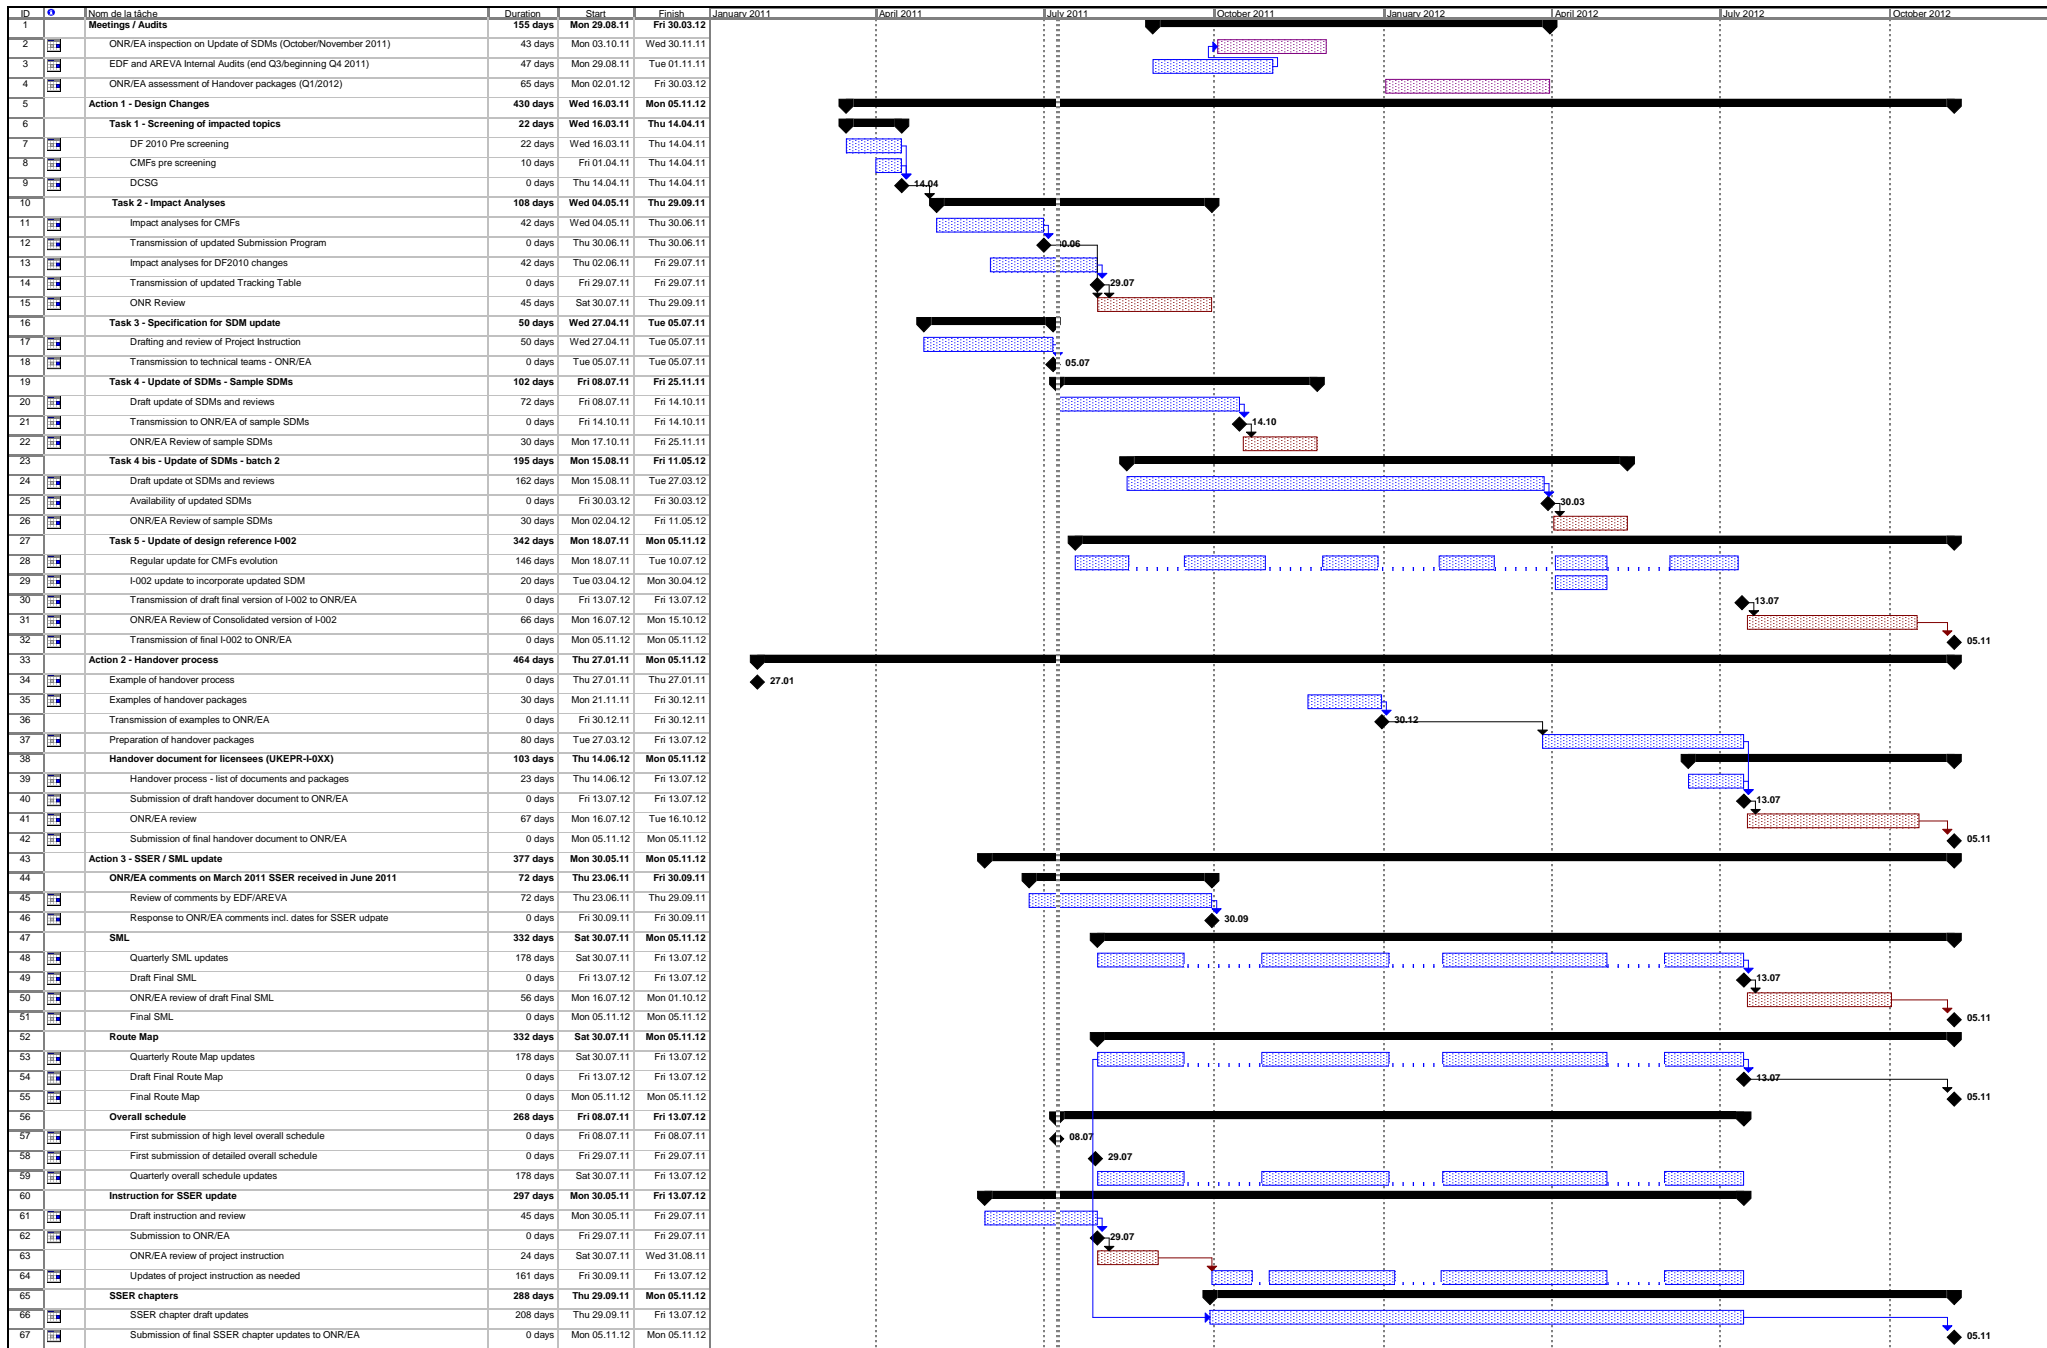 ID Nom de la tâche Duration Start Finish January 2011 April 2011 July 2011 October 2011 January 2012 April 2012 July 2012 October 2012
1 Meetings / Audits 155 days Mon 29.08.11 Fri 30.03.12
2 ONR/EA inspection on Update of SDMs (October/November 2011) 43 days Mon 03.10.11 Wed 30.11.11
3 EDF and AREVA Internal Audits (end Q3/beginning Q4 2011) 47 days Mon 29.08.11 Tue 01.11.11
4 ONR/EA assessment of Handover packages (Q1/2012) 65 days Mon 02.01.12 Fri 30.03.12
5 Action 1 - Design Changes 430 days Wed 16.03.11 Mon 05.11.12
6 Task 1 - Screening of impacted topics 22 days Wed 16.03.11 Thu 14.04.11
7 DF 2010 Pre screening 22 days Wed 16.03.11 Thu 14.04.11
8 CMFs pre screening 10 days Fri 01.04.11 Thu 14.04.11
9 DCSG 0 days Thu 14.04.11 Thu 14.04.11 14.04
10 Task 2 - Impact Analyses 108 days Wed 04.05.11 Thu 29.09.11
11 Impact analyses for CMFs 42 days Wed 04.05.11 Thu 30.06.11
12 Transmission of updated Submission Program 0 days Thu 30.06.11 Thu 30.06.11 0.06
13 Impact analyses for DF2010 changes 42 days Thu 02.06.11 Fri 29.07.11
14 Transmission of updated Tracking Table 0 days Fri 29.07.11 Fri 29.07.11 29.07
15 ONR Review 45 days Sat 30.07.11 Thu 29.09.11
16 Task 3 - Specification for SDM update 50 days Wed 27.04.11 Tue 05.07.11
17 Drafting and review of Project Instruction 50 days Wed 27.04.11 Tue 05.07.11
18 Transmission to technical teams - ONR/EA 0 days Tue 05.07.11 Tue 05.07.11 05.07
19 Task 4 - Update of SDMs - Sample SDMs 102 days Fri 08.07.11 Fri 25.11.11
20 Draft update of SDMs and reviews 72 days Fri 08.07.11 Fri 14.10.11
21 Transmission to ONR/EA of sample SDMs 0 days Fri 14.10.11 Fri 14.10.11 14.10
22 ONR/EA Review of sample SDMs 30 days Mon 17.10.11 Fri 25.11.11
23 Task 4 bis - Update of SDMs - batch 2 195 days Mon 15.08.11 Fri 11.05.12
24 Draft update ot SDMs and reviews 162 days Mon 15.08.11 Tue 27.03.12
25 Availability of updated SDMs 0 days Fri 30.03.12 Fri 30.03.12 30.03
26 ONR/EA Review of sample SDMs 30 days Mon 02.04.12 Fri 11.05.12
27 Task 5 - Update of design reference I-002 342 days Mon 18.07.11 Mon 05.11.12
28 Regular update for CMFs evolution 146 days Mon 18.07.11 Tue 10.07.12
29 I-002 update to incorporate updated SDM 20 days Tue 03.04.12 Mon 30.04.12
30 Transmission of draft final version of I-002 to ONR/EA 0 days Fri 13.07.12 Fri 13.07.12 13.07
31 ONR/EA Review of Consolidated version of I-002 66 days Mon 16.07.12 Mon 15.10.12
32 Transmission of final I-002 to ONR/EA 0 days Mon 05.11.12 Mon 05.11.12 05.11
33 Action 2 - Handover process 464 days Thu 27.01.11 Mon 05.11.12
34 Example of handover process 0 days Thu 27.01.11 Thu 27.01.11 27.01
35 Examples of handover packages 30 days Mon 21.11.11 Fri 30.12.11
36 Transmission of examples to ONR/EA 0 days Fri 30.12.11 Fri 30.12.11 30.12
37 Preparation of handover packages 80 days Tue 27.03.12 Fri 13.07.12
38 Handover document for licensees (UKEPR-I-0XX) 103 days Thu 14.06.12 Mon 05.11.12
39 Handover process - list of documents and packages 23 days Thu 14.06.12 Fri 13.07.12
40 Submission of draft handover document to ONR/EA 0 days Fri 13.07.12 Fri 13.07.12 13.07
41 ONR/EA review 67 days Mon 16.07.12 Tue 16.10.12
42 Submission of final handover document to ONR/EA 0 days Mon 05.11.12 Mon 05.11.12 05.11
43 Action 3 - SSER / SML update 377 days Mon 30.05.11 Mon 05.11.12
44 ONR/EA comments on March 2011 SSER received in June 2011 72 days Thu 23.06.11 Fri 30.09.11
45 Review of comments by EDF/AREVA 72 days Thu 23.06.11 Thu 29.09.11
46 Response to ONR/EA comments incl. dates for SSER udpate 0 days Fri 30.09.11 Fri 30.09.11 30.09
47 SML 332 days Sat 30.07.11 Mon 05.11.12
48 Quarterly SML updates 178 days Sat 30.07.11 Fri 13.07.12
49 Draft Final SML 0 days Fri 13.07.12 Fri 13.07.12 13.07
50 ONR/EA review of draft Final SML 56 days Mon 16.07.12 Mon 01.10.12
51 Final SML 0 days Mon 05.11.12 Mon 05.11.12 05.11
52 Route Map 332 days Sat 30.07.11 Mon 05.11.12
53 Quarterly Route Map updates 178 days Sat 30.07.11 Fri 13.07.12
54 Draft Final Route Map 0 days Fri 13.07.12 Fri 13.07.12 13.07
55 Final Route Map 0 days Mon 05.11.12 Mon 05.11.12 05.11
56 Overall schedule 268 days Fri 08.07.11 Fri 13.07.12
57 First submission of high level overall schedule 0 days Fri 08.07.11 Fri 08.07.11 08.07
58 First submission of detailed overall schedule 0 days Fri 29.07.11 Fri 29.07.11 29.07
59 Quarterly overall schedule updates 178 days Sat 30.07.11 Fri 13.07.12
60 Instruction for SSER update 297 days Mon 30.05.11 Fri 13.07.12
61 Draft instruction and review 45 days Mon 30.05.11 Fri 29.07.11
62 Submission to ONR/EA 0 days Fri 29.07.11 Fri 29.07.11 29.07
63 ONR/EA review of project instruction 24 days Sat 30.07.11 Wed 31.08.11
64 Updates of project instruction as needed 161 days Fri 30.09.11 Fri 13.07.12
65 SSER chapters 288 days Thu 29.09.11 Mon 05.11.12
66 SSER chapter draft updates 208 days Thu 29.09.11 Fri 13.07.12
67 Submission of final SSER chapter updates to ONR/EA 0 days Mon 05.11.12 Mon 05.11.12 05.11